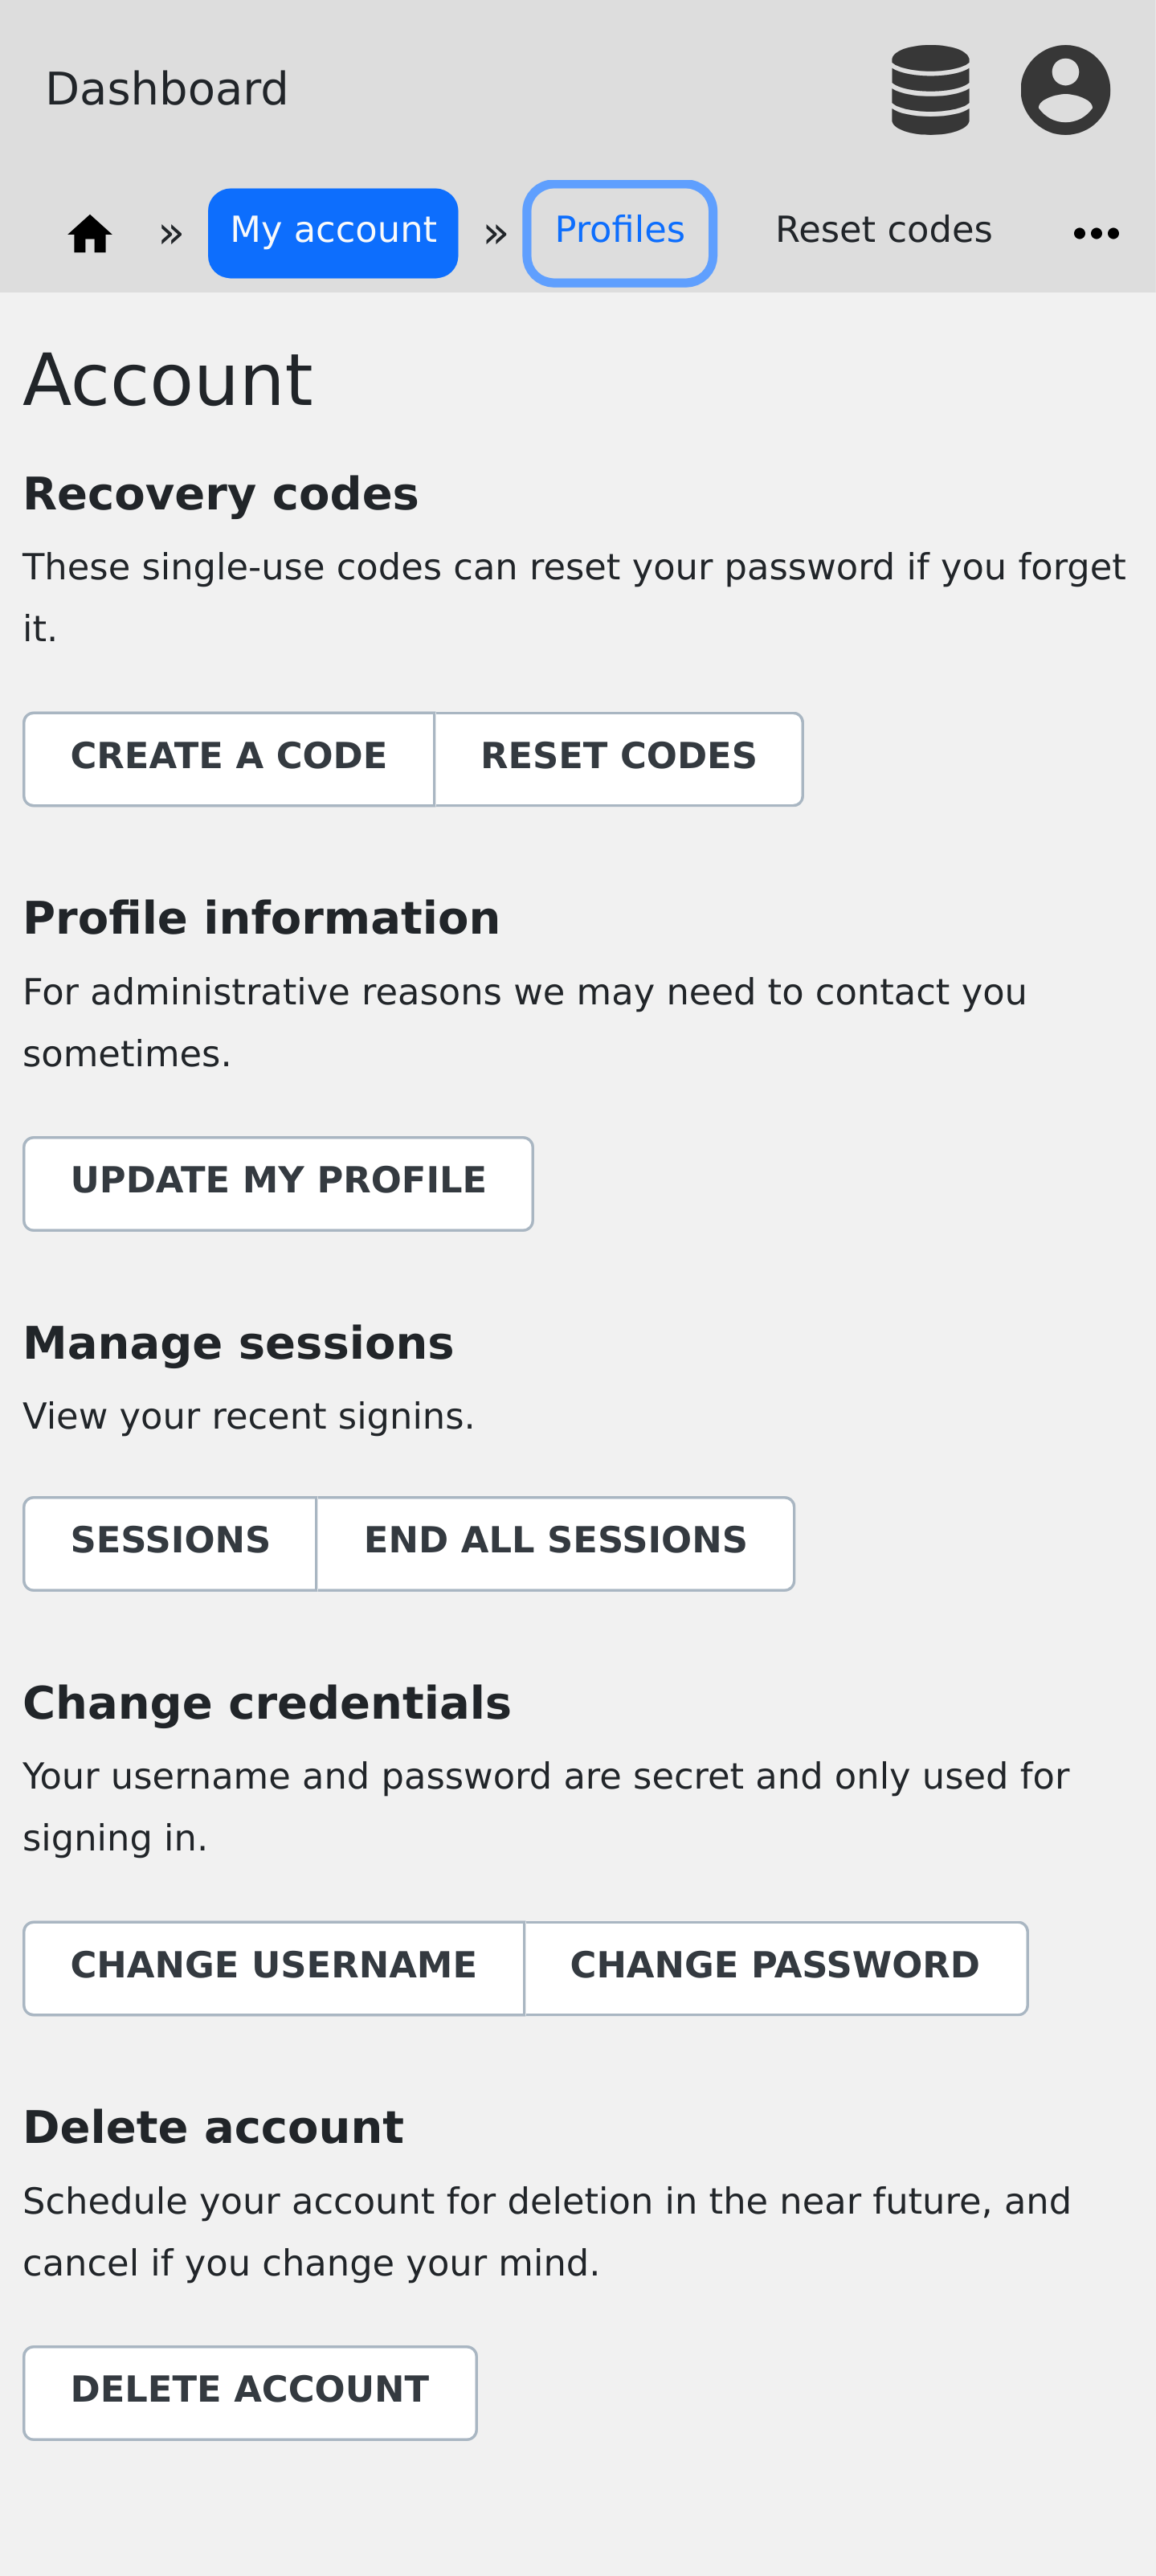 Dashboard
» My account » Profiles Reset codes
Account
Recovery codes
These single-use codes can reset your password if you forget
it.
CREATE A CODE RESET CODES
Profile information
For administrative reasons we may need to contact you
sometimes.
UPDATE MY PROFILE
Manage sessions
View your recent signins.
SESSIONS END ALL SESSIONS
Change credentials
Your username and password are secret and only used for
signing in.
CHANGE USERNAME CHANGE PASSWORD
Delete account
Schedule your account for deletion in the near future, and
cancel if you change your mind.
DELETE ACCOUNT